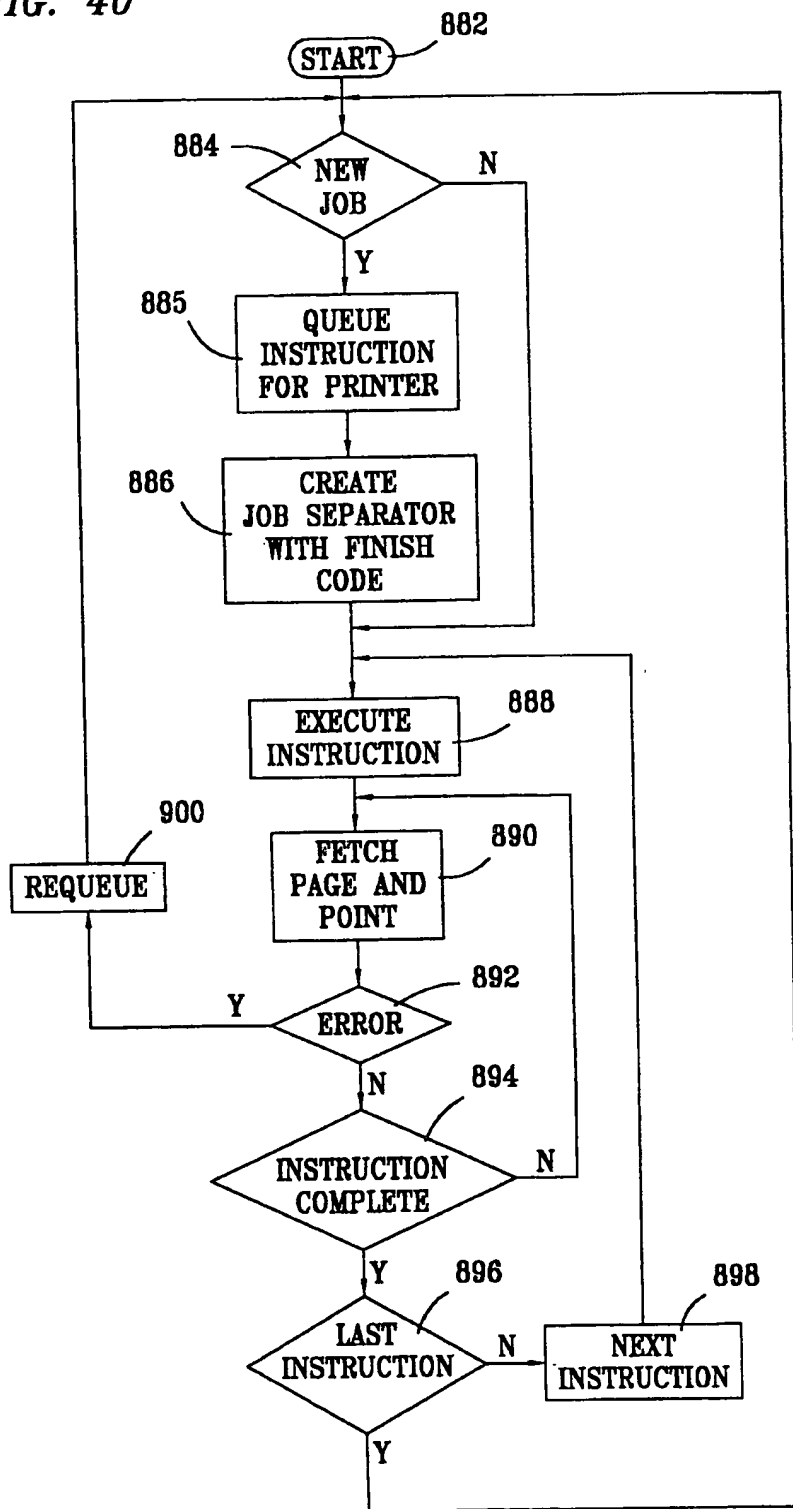 FIG. 40
882
START
884
NEW
JOB
N
Y
885
QUEUE
INSTRUCTION
FOR PRINTER
886
CREATE
JOB SEPARATOR
WITH FINISH
CODE
EXECUTE
INSTRUCTION
888
900
REQUEUE
FETCH
PAGE AND
POINT
890
892
Y
ERROR
N
894
INSTRUCTION
COMPLETE
N
Y
896
LAST
INSTRUCTION
N
898
NEXT
INSTRUCTION
Y